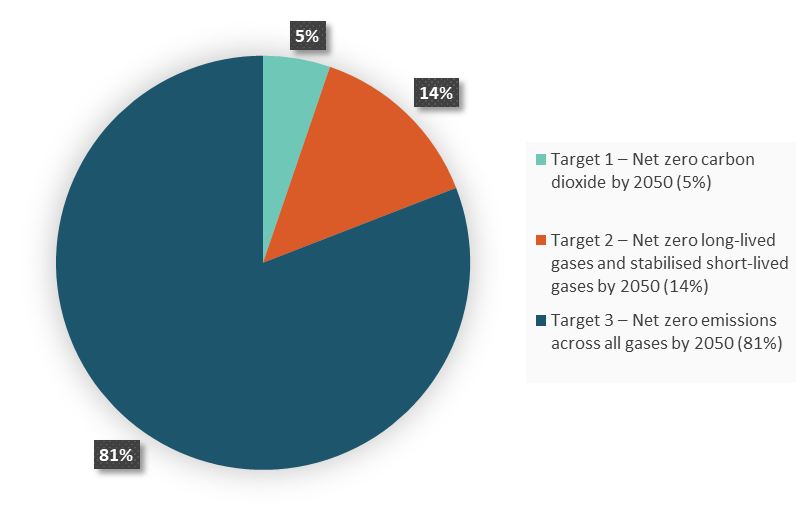 5%
14%
81%
Target 1 – Net zero carbon
dioxide by 2050 (5%)
Target 2 – Net zero long-lived
gases and stabilised short-lived
gases by 2050 (14%)
Target 3 – Net zero emissions
across all gases by 2050 (81%)